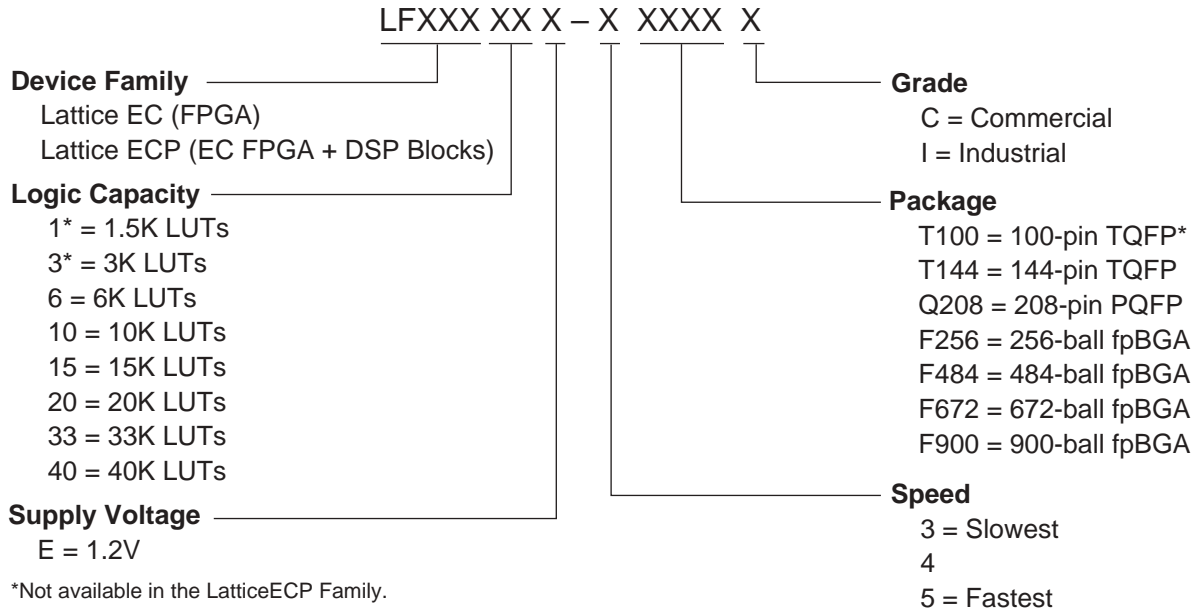 LFXXX XX X – X XXXX X
Device Family
Lattice EC (FPGA)
Lattice ECP (EC FPGA + DSP Blocks)
Logic Capacity
1* = 1.5K LUTs
3* = 3K LUTs
6 = 6K LUTs
10 = 10K LUTs
15 = 15K LUTs
20 = 20K LUTs
33 = 33K LUTs
40 = 40K LUTs
Supply Voltage
E = 1.2V
*Not available in the LatticeECP Family.
Grade
C = Commercial
I = Industrial
Package
T100 = 100-pin TQFP*
T144 = 144-pin TQFP
Q208 = 208-pin PQFP
F256 = 256-ball fpBGA
F484 = 484-ball fpBGA
F672 = 672-ball fpBGA
F900 = 900-ball fpBGA
Speed
3 = Slowest
4
5 = Fastest